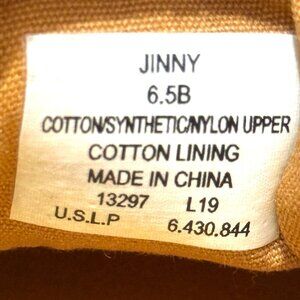 JINNY
6.5B
COTTON/SYNTHETIC/NYLON UPPER
COTTON LINING
MADE IN CHINA
13297 L19
U.S.L.P 6.430.844